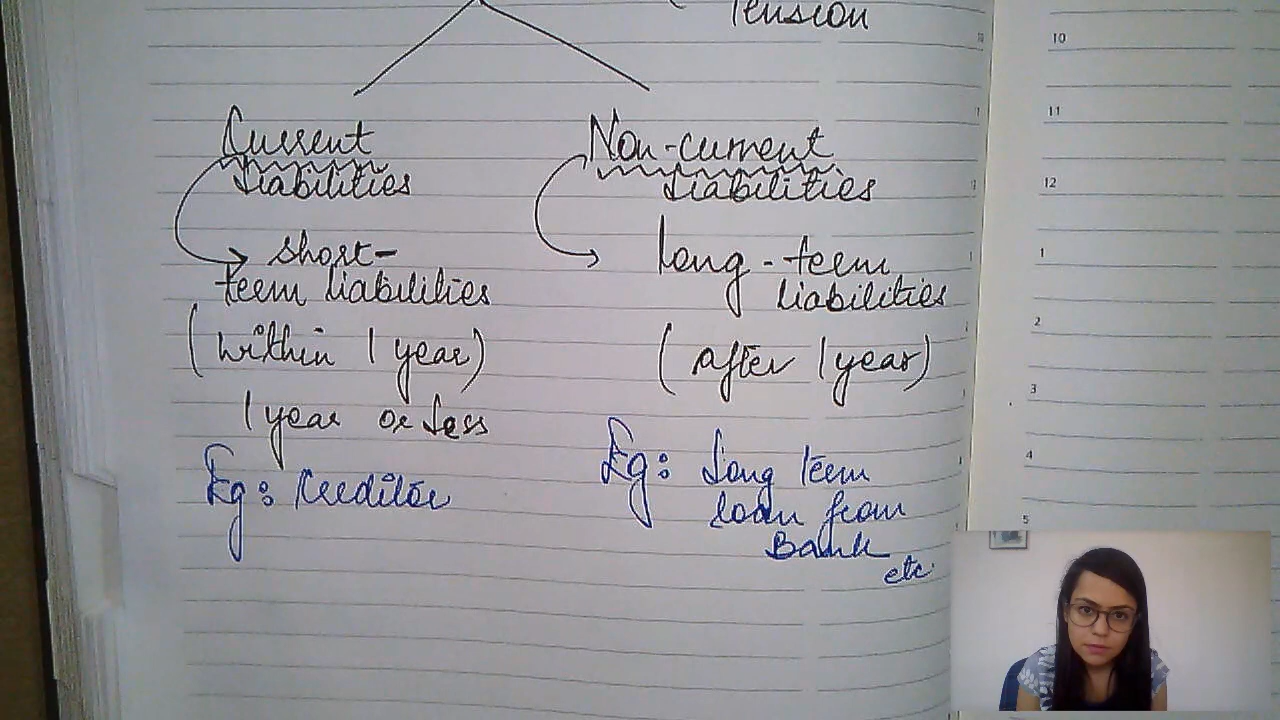 Tension
Current
Liabilities
Non-current
Liabilities
short-
term liabilities
(within 1 year)
1 year or less
Eg: Creditor
long-term
liabilities
(after 1 year)
Eg: Long term
loan from
Bank
etc.
10
11
12
1
2
3
4
5